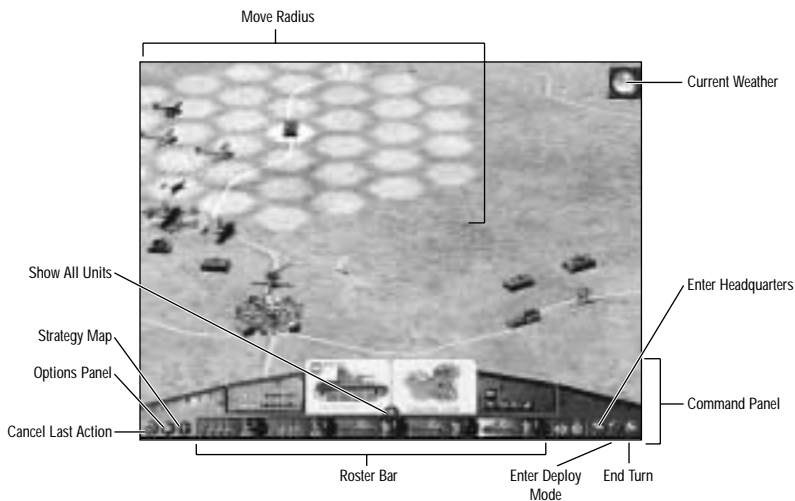 Move Radius
Current Weather
Show All Units
Enter Headquarters
Strategy Map
Options Panel
Command Panel
Cancel Last Action
Roster Bar
Enter Deploy
Mode
End Turn